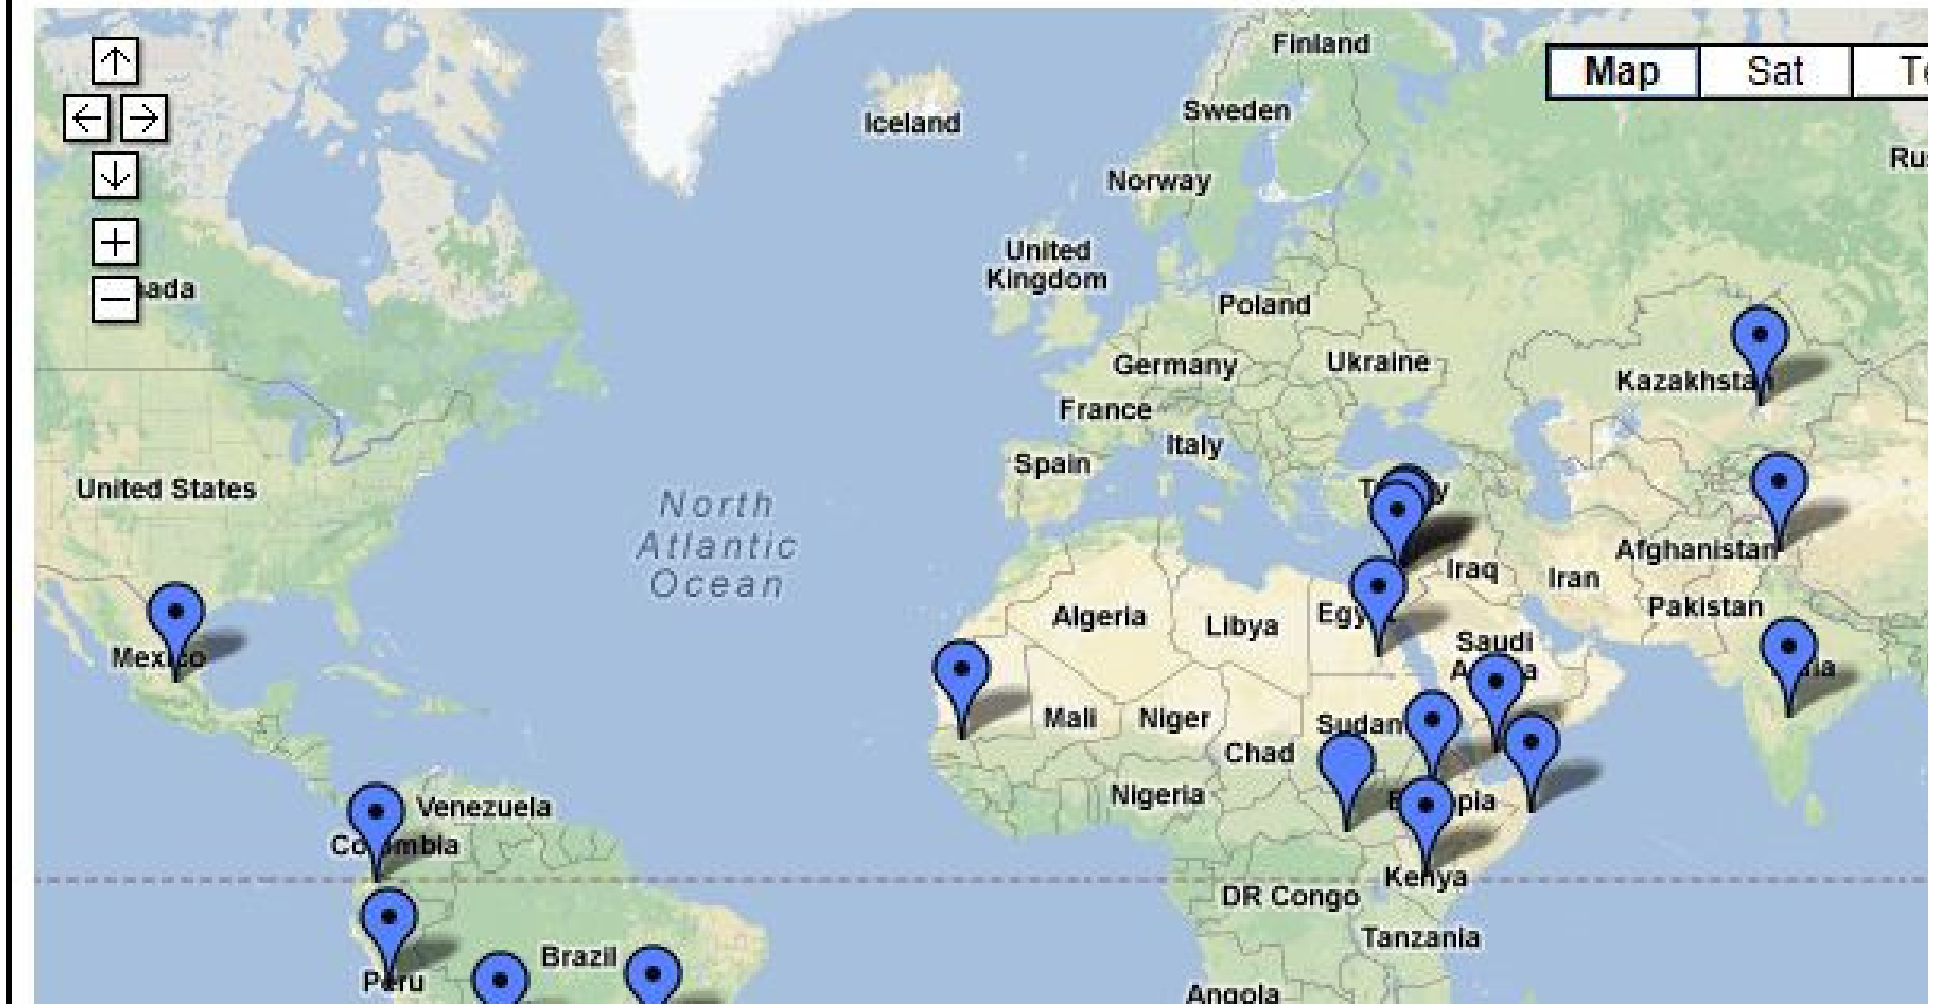 Finland
Map
Sat
Sweden
Iceland
Norway
United
Kingdom
Poland
Germany
Ukraine
Kazakhstan
France
Italy
Spain
United States
North
Atlantic
Ocean
Afghanistan
Iraq
Iran
Pakistan
Algeria
Libya
Saudi
Mexico
Mali
Niger
Sudan
Chad
Nigeria
Venezuela
Colombia
Kenya
DR Congo
Tanzania
Brazil
Peru
Angola